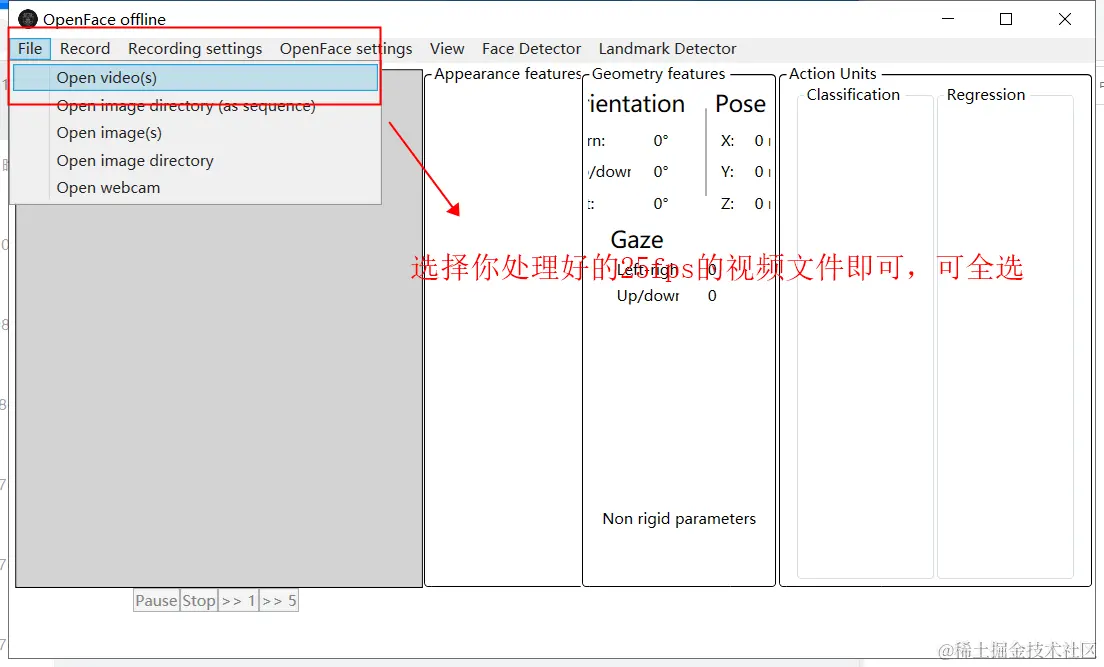 OpenFace offline
File Record Recording settings OpenFace settings View Face Detector Landmark Detector
Open video(s)
Open image directory (as sequence)
Open image(s)
Open image directory
Open webcam
Appearance features
Geometry features
ientation Pose
rn: 0° X: 0
/down 0° Y: 0
t: 0° Z: 0
Gaze
Left-righ 0
Up/down 0
Non rigid parameters
Action Units
Classification Regression
选择你处理好的25fps的视频文件即可，可全选
Pause Stop >> 1 >> 5
@稀土掘金技术社区